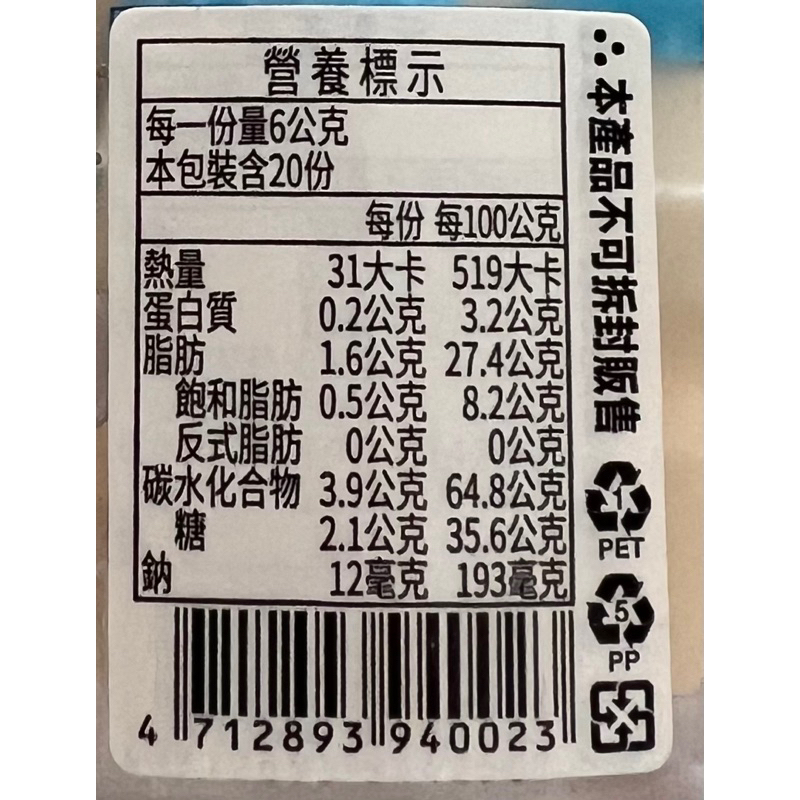 營養標示
每一份量6公克
本包裝含20份
每份 每100公克
熱量 31大卡 519大卡
蛋白質 0.2公克 3.2公克
脂肪 1.6公克 27.4公克
飽和脂肪 0.5公克 8.2公克
反式脂肪 0公克 0公克
碳水化合物 3.9公克 64.8公克
糖 2.1公克 35.6公克
鈉 12毫克 193毫克
4 712893 940023
本產品不可拆封販售
1
PET
5
PP